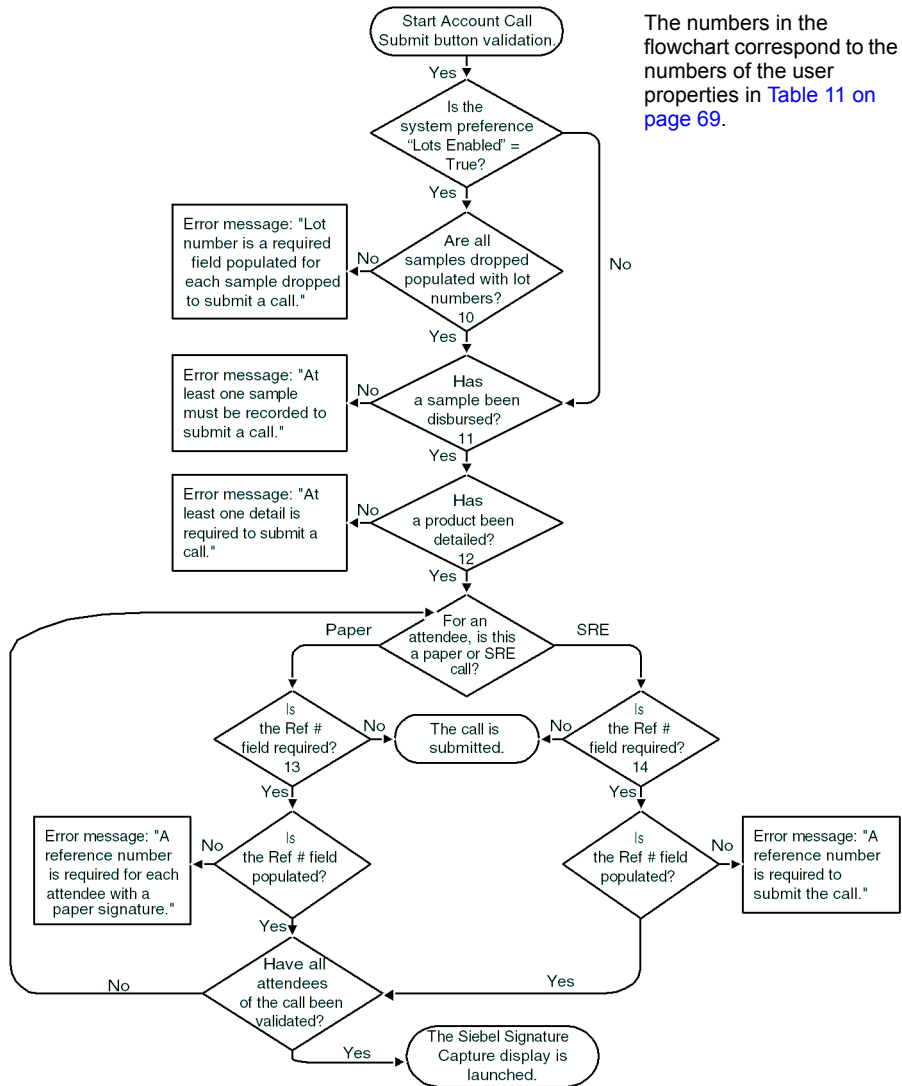 Start Account Call
Submit button validation.
The numbers in the
flowchart correspond to the
numbers of the user
properties in Table 11 on
page 69.
Yes
Is the
system preference
“Lots Enabled” =
True?
Yes
No
Error message: "Lot
number is a required
field populated for
each sample dropped
to submit a call."
No
Are all
samples dropped
populated with lot
numbers?
10
Yes
Error message: "At
least one sample
must be recorded to
submit a call."
No
Has
a sample been
disbursed?
11
Yes
Error message: "At
least one detail is
required to submit a
call."
No
Has
a product been
detailed?
12
Yes
Paper
For an
attendee, is this
a paper or SRE
call?
SRE
Is
the Ref #
field required?
13
No
The call is
submitted.
No
Is
the Ref #
field required?
14
Yes
Yes
Error message: "A
reference number
is required for each
attendee with a
paper signature."
No
Is
the Ref # field
populated?
Is
the Ref # field
populated?
No
Error message: "A
reference number
is required to
submit the call."
Yes
No
Have all
attendees
of the call been
validated?
Yes
Yes
The Siebel Signature
Capture display is
launched.